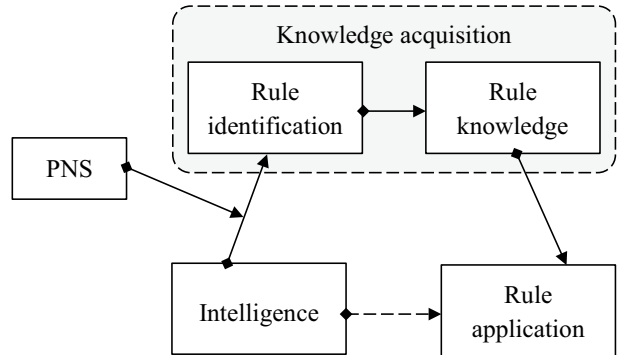 Knowledge acquisition
Rule
identification
Rule
knowledge
PNS
Intelligence
Rule
application